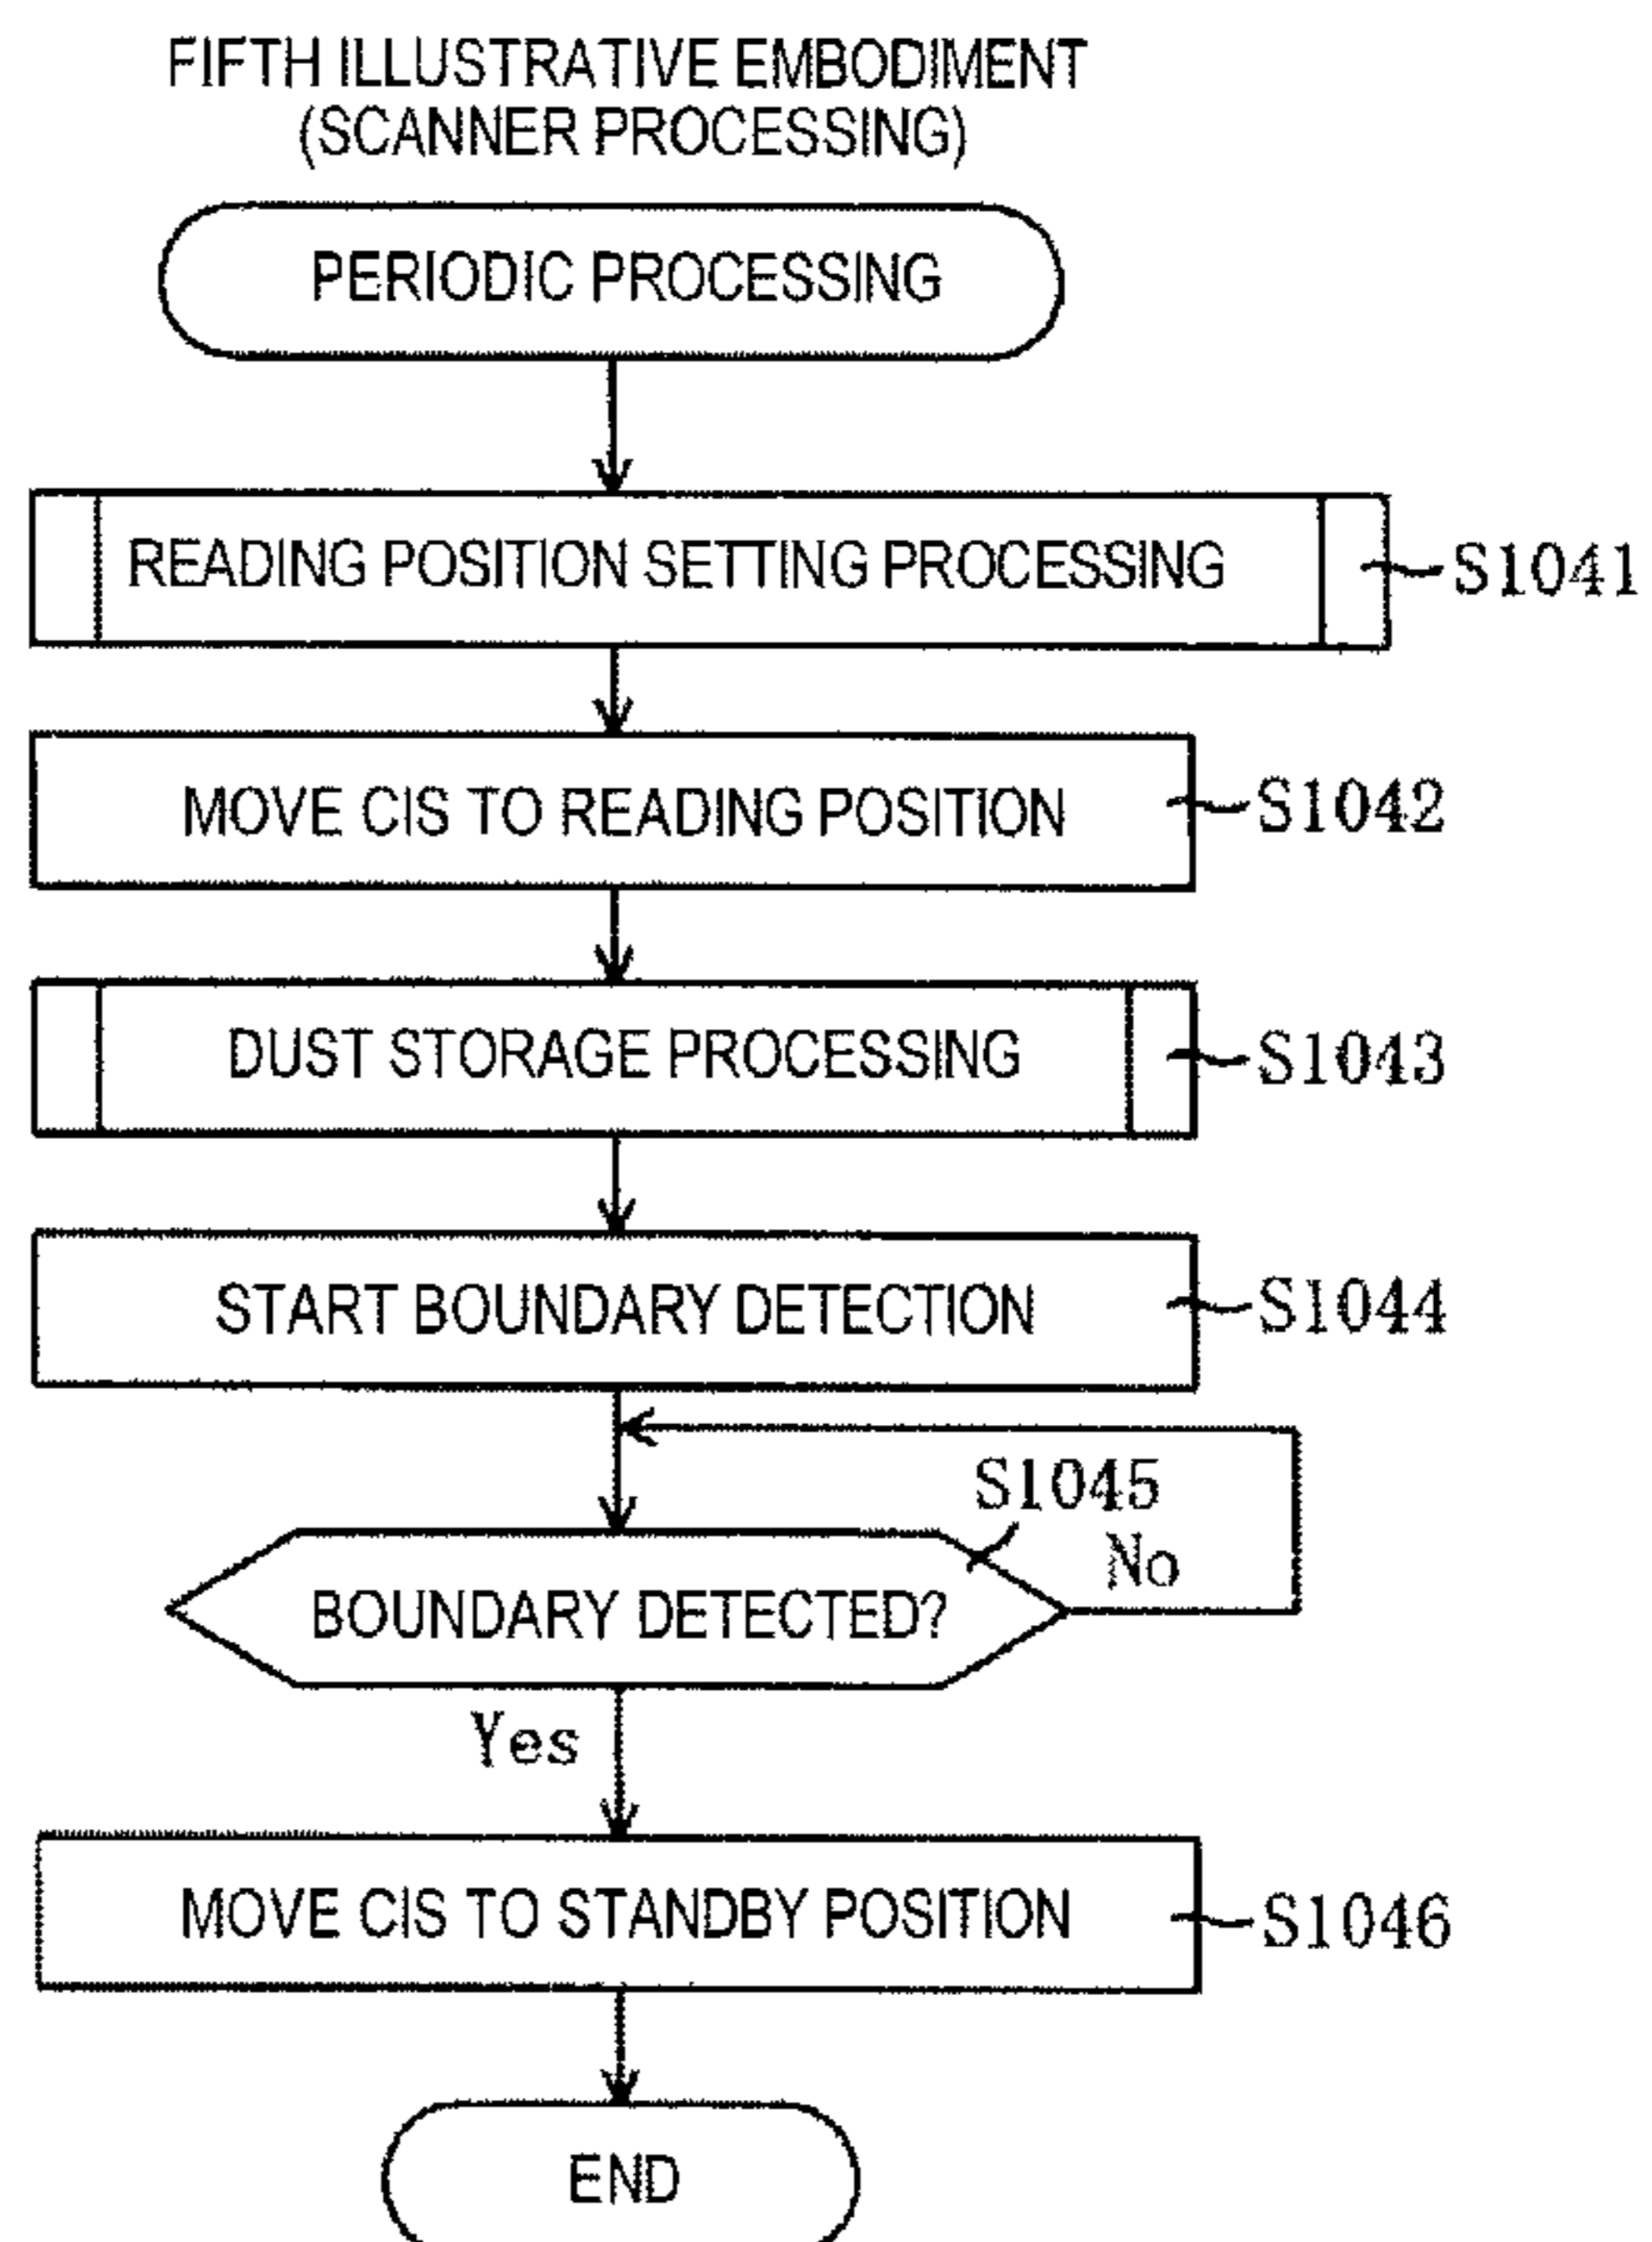 FIFTH ILLUSTRATIVE EMBODIMENT
(SCANNER PROCESSING)
PERIODIC PROCESSING
READING POSITION SETTING PROCESSING
S1041
MOVE CIS TO READING POSITION
S1042
DUST STORAGE PROCESSING
S1043
START BOUNDARY DETECTION
S1044
S1045
No
BOUNDARY DETECTED?
Yes
MOVE CIS TO STANDBY POSITION
S1046
END